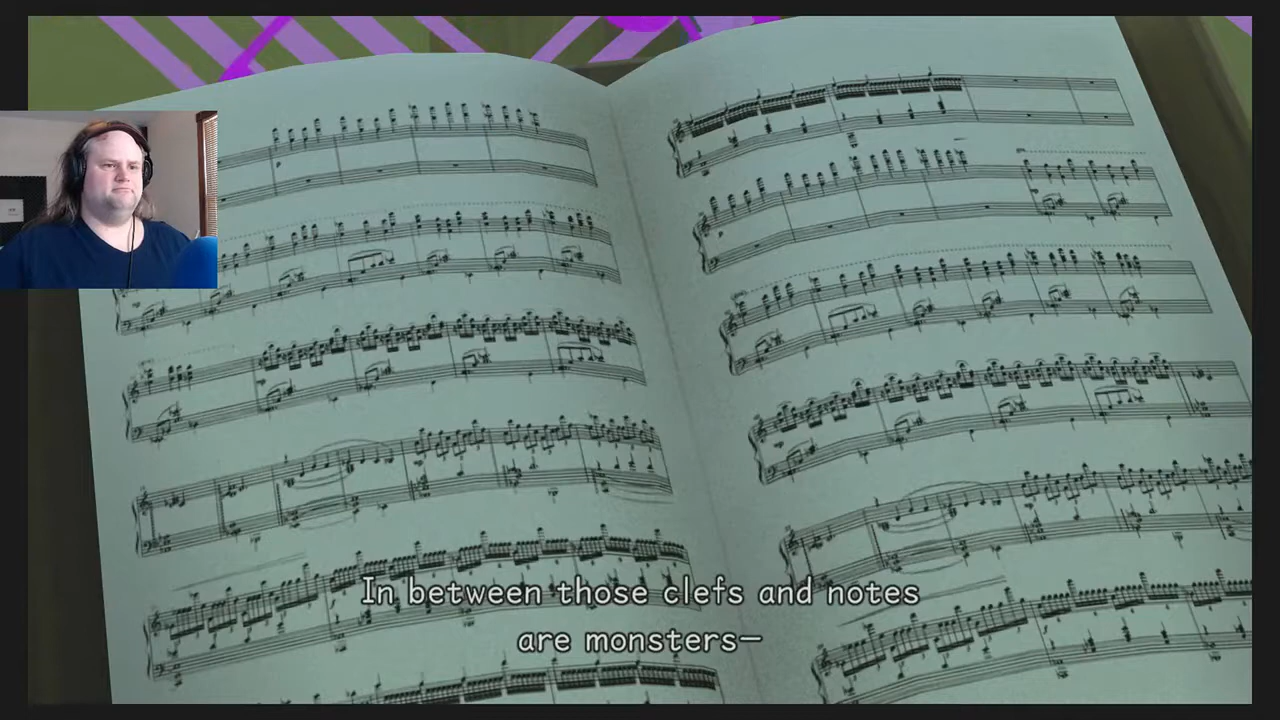 In between those clefs and notes
are monsters—